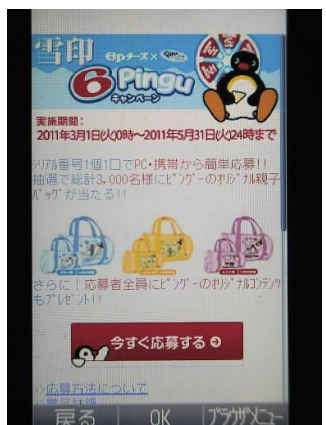 雪印
6pチーズ×
6 Pingu
キャンペーン
実施期間:
2011年3月1日(火)0時～2011年5月31日(火)24時まで
シリアル番号1個1口でPC・携帯から簡単応募!!
抽選で総計3,000名様にピングーのオリジナル親子
バッグが当たる!!
さらに!応募者全員にピングーのオリジナルコンテンツ
もプレゼント!!
今すぐ応募する
>応募方法について
賞品詳細
戻る OK ブラウザメニュー